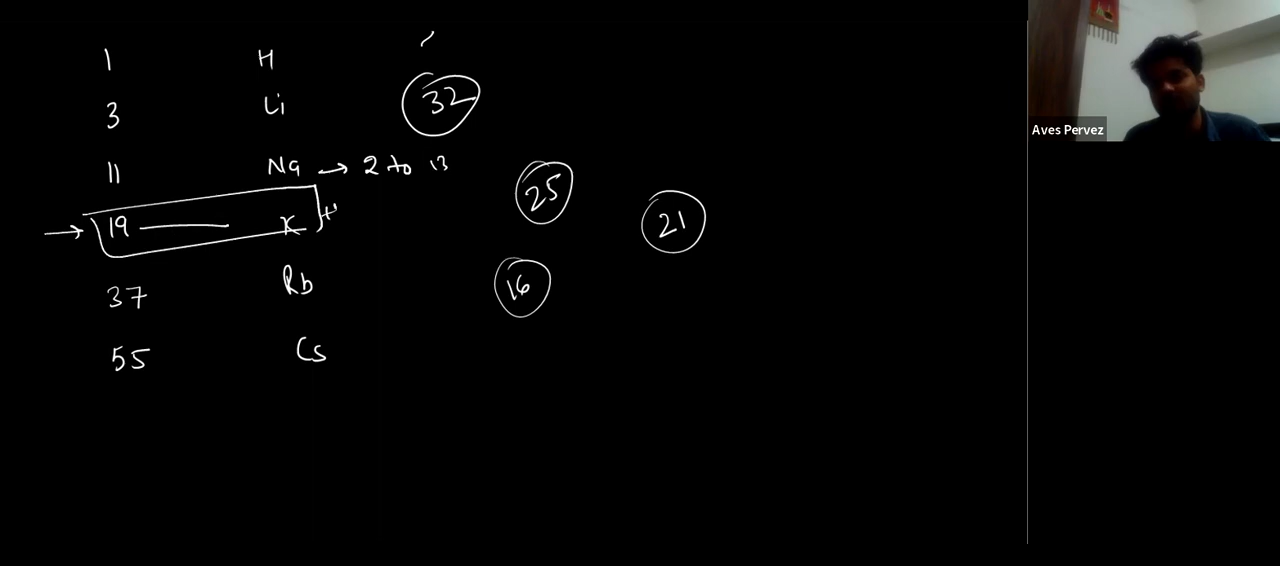 1 H
3 Li 32
11 Na → 2 to 13
25
→ 19 — K +1
21
37 Rb
16
55 Cs
Aves Pervez